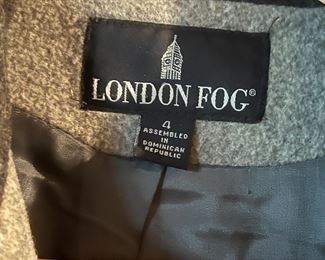 LONDON FOG®
4
ASSEMBLED
IN
DOMINICAN
REPUBLIC